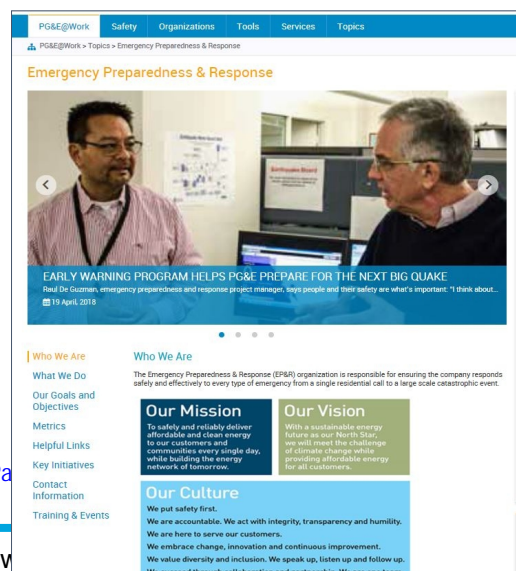 PG&E@Work Safety Organizations Tools Services Topics
PG&E@Work > Topics > Emergency Preparedness & Response
Emergency Preparedness & Response
Earthquake Board
EARLY WARNING PROGRAM HELPS PG&E PREPARE FOR THE NEXT BIG QUAKE
Raul De Guzman, emergency preparedness and response project manager, says people and their safety are what's important: "I think about...
19 April, 2018
Who We Are
What We Do
Our Goals and
Objectives
Metrics
Helpful Links
Key Initiatives
Contact
Information
Training & Events
Who We Are
The Emergency Preparedness & Response (EP&R) organization is responsible for ensuring the company responds
safely and effectively to every type of emergency from a single residential call to a large scale catastrophic event.
Our Mission
To safely and reliably deliver
affordable and clean energy
to our customers and
communities every single day,
while building the energy
network of tomorrow.
Our Vision
With a sustainable energy
future as our North Star,
we will meet the challenge
of climate change while
providing affordable energy
for all customers.
Our Culture
We put safety first.
We are accountable. We act with integrity, transparency and humility.
We are here to serve our customers.
We embrace change, innovation and continuous improvement.
We value diversity and inclusion. We speak up, listen up and follow up.